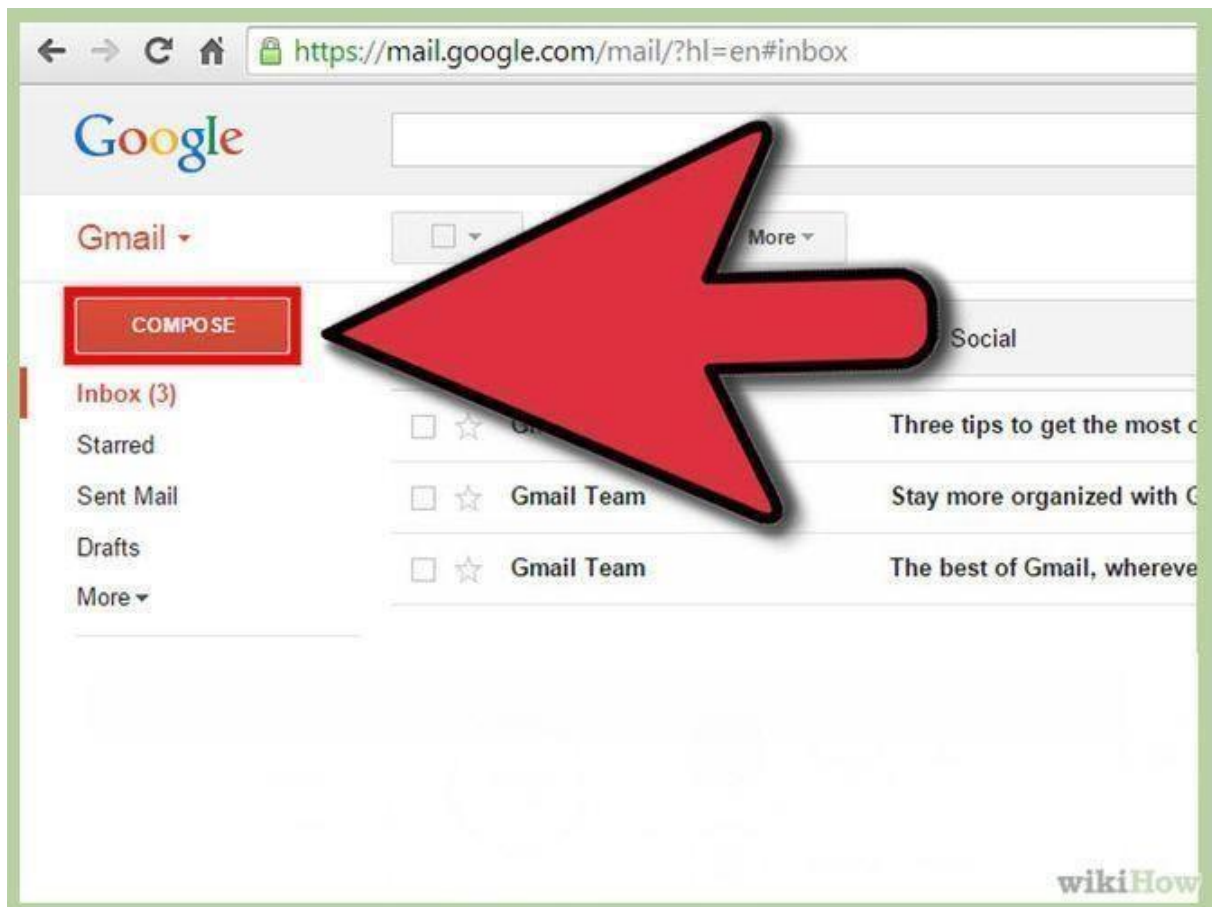 https://mail.google.com/mail/?hl=en#inbox
Google
Gmail
More
COMPOSE
Social
Inbox (3)
Starred
Sent Mail
Drafts
More
Three tips to get the most
Gmail Team Stay more organized with
Gmail Team The best of Gmail,
wikiHow